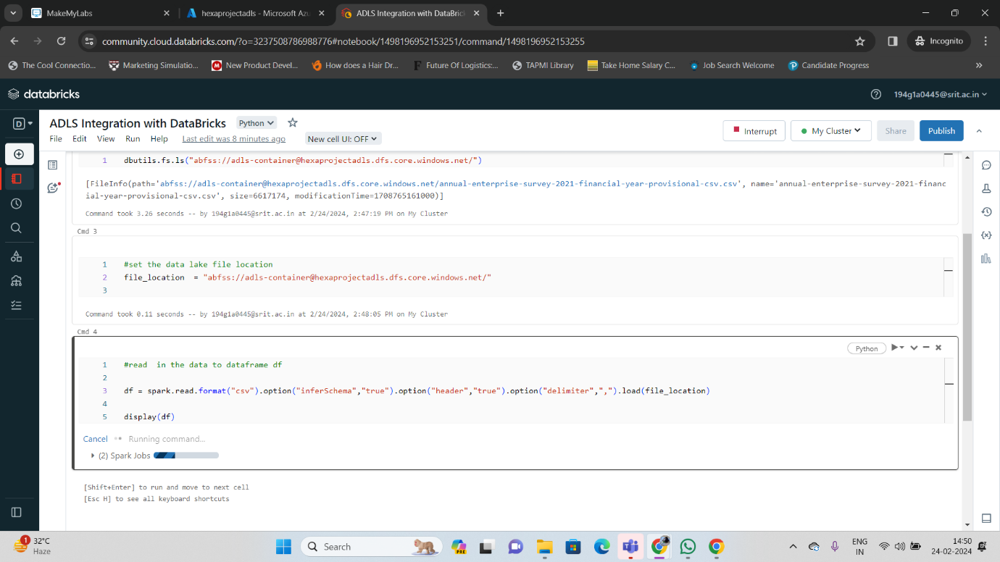 MakeMyLabs
hexaprojectadls - Microsoft Azu
ADLS Integration with DataBric
community.cloud.databricks.com/?o=3237508786988776#notebook/1498196952153251/command/1498196952153255
Incognito
The Cool Connectio...
Marketing Simulatio...
New Product Devel...
How does a Hair Dr...
Future Of Logistics:...
TAPMI Library
Take Home Salary C...
Job Search Welcome
Candidate Progress
databricks
194g1a0445@srit.ac.in
D
ADLS Integration with DataBricks
Python
File Edit View Run Help Last edit was 8 minutes ago New cell UI: OFF
Interrupt
My Cluster
Share
Publish
1 dbutils.fs.ls("abfss://adls-container@hexaprojectadls.dfs.core.windows.net/")
[FileInfo(path='abfss://adls-container@hexaprojectadls.dfs.core.windows.net/annual-enterprise-survey-2021-financial-year-provisional-csv.csv', name='annual-enterprise-survey-2021-financ
ial-year-provisional-csv.csv', size=6617174, modificationTime=1708765161000)]
Command took 3.26 seconds -- by 194g1a0445@srit.ac.in at 2/24/2024, 2:47:19 PM on My Cluster
Cmd 3
1 #set the data lake file location
2 file_location = "abfss://adls-container@hexaprojectadls.dfs.core.windows.net/"
3
Command took 0.11 seconds -- by 194g1a0445@srit.ac.in at 2/24/2024, 2:48:05 PM on My Cluster
Cmd 4
Python
1 #read in the data to dataframe df
2
3 df = spark.read.format("csv").option("inferSchema","true").option("header","true").option("delimiter",",").load(file_location)
4
5 display(df)
Cancel Running command...
(2) Spark Jobs
[Shift+Enter] to run and move to next cell
[Esc H] to see all keyboard shortcuts
1
32°C
Haze
Search
PRE
ENG
IN
14:50
24-02-2024